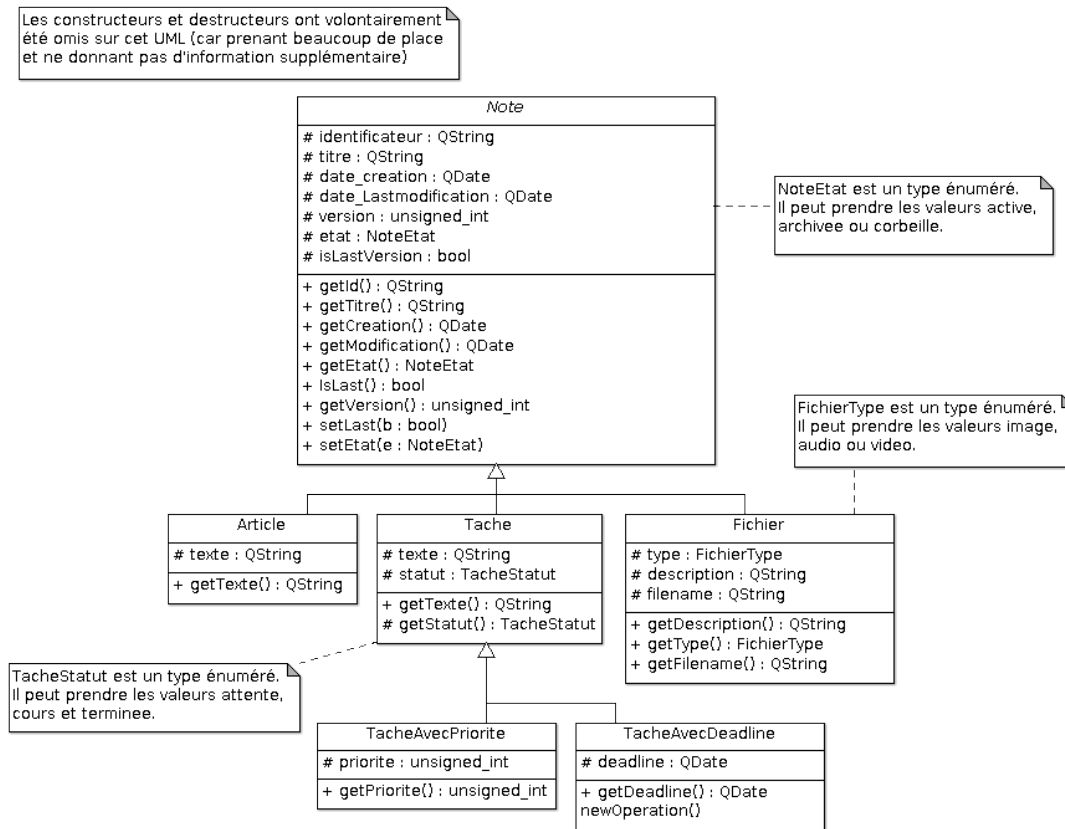 Les constructeurs et destructeurs ont volontairement
été omis sur cet UML (car prenant beaucoup de place
et ne donnant pas d'information supplémentaire)
Note
# identificateur : QString
# titre : QString
# date_creation : QDate
# date_Lastmodification : QDate
# version : unsigned_int
# etat : NoteEtat
# isLastVersion : bool
+ getId() : QString
+ getTitre() : QString
+ getCreation() : QDate
+ getModification() : QDate
+ getEtat() : NoteEtat
+ IsLast() : bool
+ getVersion() : unsigned_int
+ setLast(b : bool)
+ setEtat(e : NoteEtat)
NoteEtat est un type énuméré.
Il peut prendre les valeurs active,
archivee ou corbeille.
FichierType est un type énuméré.
Il peut prendre les valeurs image,
audio ou video.
Article
# texte : QString
+ getTexte() : QString
Tache
# texte : QString
# statut : TacheStatut
+ getTexte() : QString
# getStatut() : TacheStatut
Fichier
# type : FichierType
# description : QString
# filename : QString
+ getDescription() : QString
+ getType() : FichierType
+ getFilename() : QString
TacheStatut est un type énuméré.
Il peut prendre les valeurs attente,
cours et terminee.
TacheAvecPriorite
# priorite : unsigned_int
+ getPriorite() : unsigned_int
TacheAvecDeadline
# deadline : QDate
+ getDeadline() : QDate
newOperation()